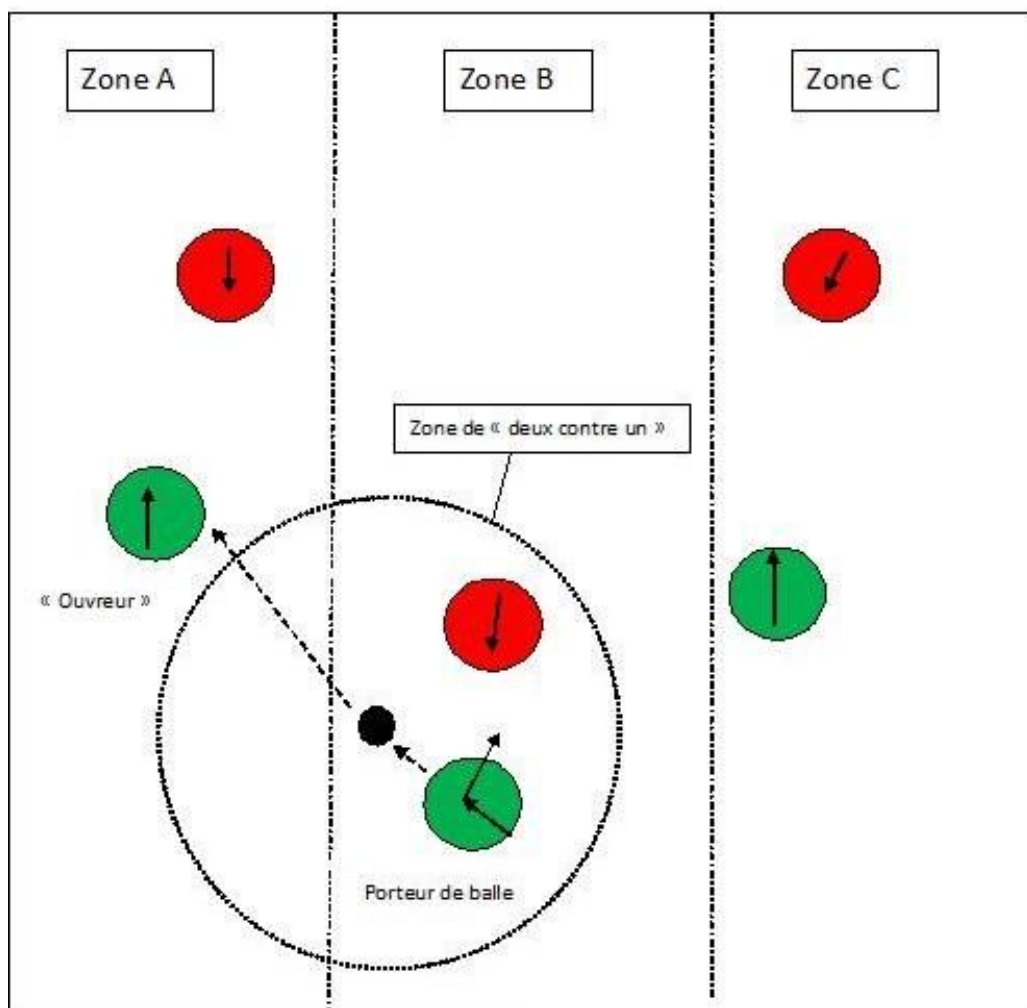 Zone A
Zone B
Zone C
Zone de « deux contre un »
« Ouvreur »
Porteur de balle